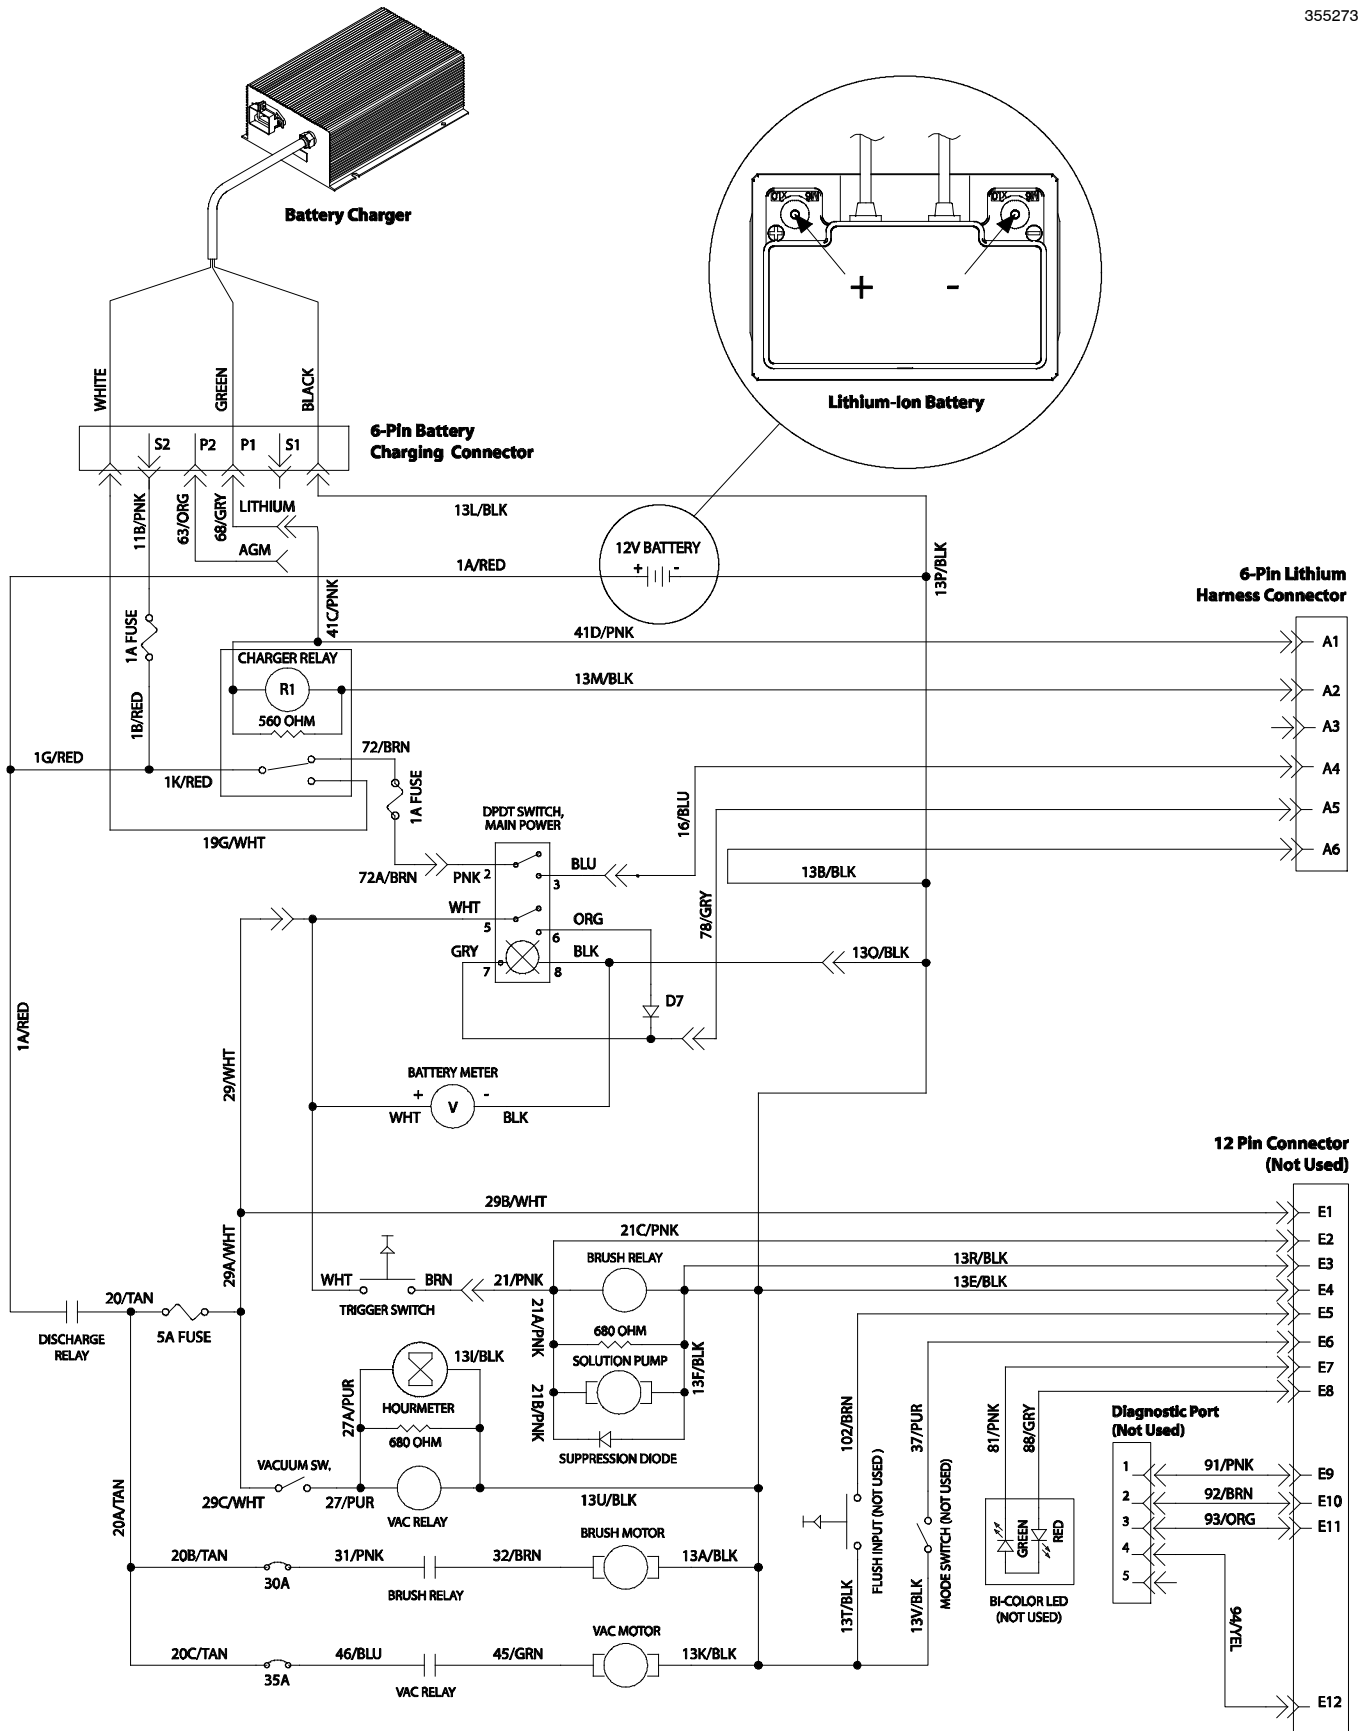 355273
Battery Charger
MG X1.0
MG X1.0
+ -
Lithium-Ion Battery
WHITE
GREEN
BLACK
S2 P2 P1 S1
6-Pin Battery
Charging Connector
11B/PNK
63/ORG
68/GRY
LITHIUM
AGM
13L/BLK
1A/RED
12V BATTERY
+ -
13P/BLK
6-Pin Lithium
Harness Connector
1A FUSE
41C/PNK
41D/PNK
A1
CHARGER RELAY
R1
560 OHM
13M/BLK
A2
A3
1B/RED
1G/RED
1K/RED
72/BRN
1A FUSE
19G/WHT
A4
16/BLU
A5
DPDT SWITCH,
MAIN POWER
72A/BRN
PNK 2
3 BLU
13B/BLK
A6
78/GRY
WHT
5
6
ORG
GRY
7
8
BLK
13O/BLK
D7
1A/RED
29/WHT
BATTERY METER
+ V -
WHT BLK
12 Pin Connector
(Not Used)
29B/WHT
E1
21C/PNK
E2
29A/WHT
BRUSH RELAY
13R/BLK
E3
WHT BRN 21/PNK
13E/BLK
E4
TRIGGER SWITCH
E5
20/TAN
5A FUSE
DISCHARGE
RELAY
21A/PNK
680 OHM
SOLUTION PUMP
13F/BLK
21B/PNK
SUPPRESSION DIODE
E6
E7
E8
13I/BLK
27A/PUR
HOURMETER
680 OHM
102/BRN
37/PUR
81/PNK
88/GRY
Diagnostic Port
(Not Used)
VACUUM SW.
29C/WHT
27/PUR
VAC RELAY
13U/BLK
1 91/PNK E9
2 92/BRN E10
3 93/ORG E11
4
5
20A/TAN
FLUSH INPUT (NOT USED )
MODE SWITCH (NOT USED)
GREEN
RED
BI-COLOR LED
(NOT USED)
BRUSH MOTOR
20B/TAN
30A
31/PNK
BRUSH RELAY
32/BRN
13A/BLK
13T/BLK
13V/BLK
94/YEL
VAC MOTOR
20C/TAN
35A
46/BLU
VAC RELAY
45/GRN
13K/BLK
E12